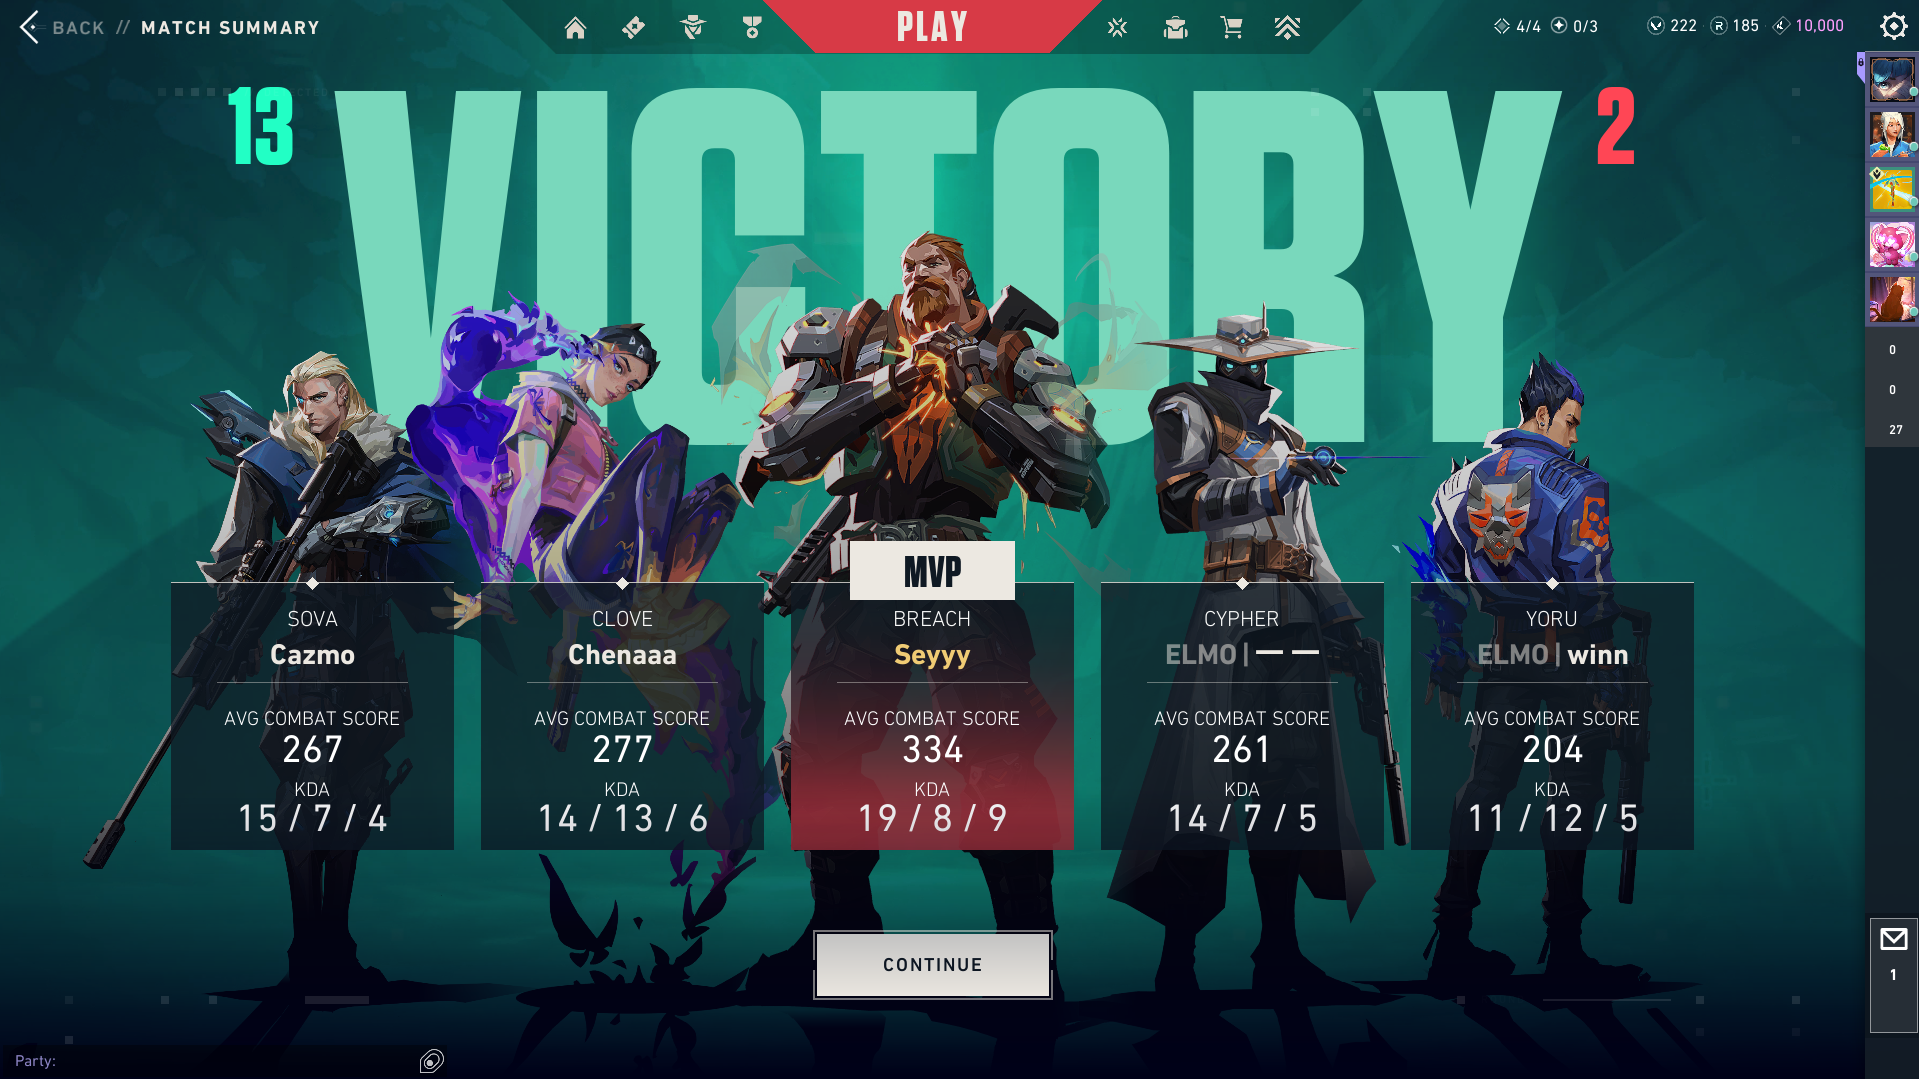 BACK // MATCH SUMMARY
PLAY
4/4 0/3
222 185 10,000
13
VICTORY
2
MVP
SOVA
Cazmo
AVG COMBAT SCORE
267
KDA
15 / 7 / 4
CLOVE
Chenaaa
AVG COMBAT SCORE
277
KDA
14 / 13 / 6
BREACH
Seyyy
AVG COMBAT SCORE
334
KDA
19 / 8 / 9
CYPHER
ELMO | — —
AVG COMBAT SCORE
261
KDA
14 / 7 / 5
YORU
ELMO | winn
AVG COMBAT SCORE
204
KDA
11 / 12 / 5
0
0
27
CONTINUE
1
Party: